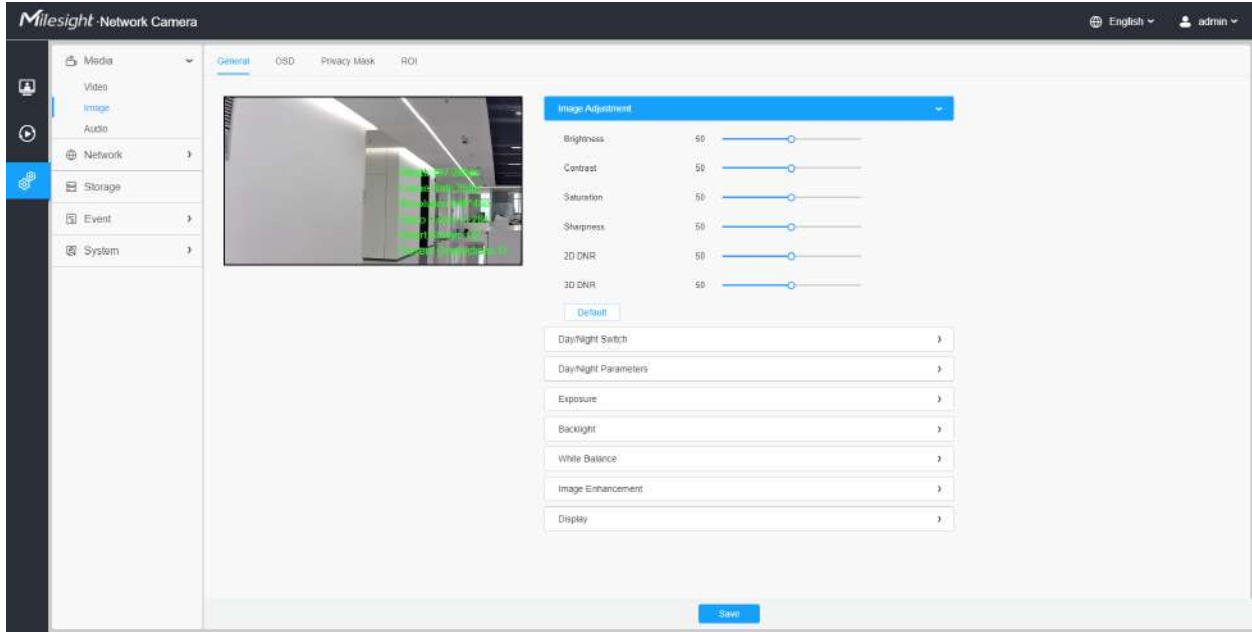 Milesight ·Network Camera
English
admin
Media
Video
Image
Audio
Network
Storage
Event
System
General OSD Privacy Mask ROI
Image Adjustment
Brightness 50
Contrast 50
Saturation 50
Sharpness 50
2D DNR 50
3D DNR 50
Default
Day/Night Switch
Day/Night Parameters
Exposure
Backlight
White Balance
Image Enhancement
Display
Save